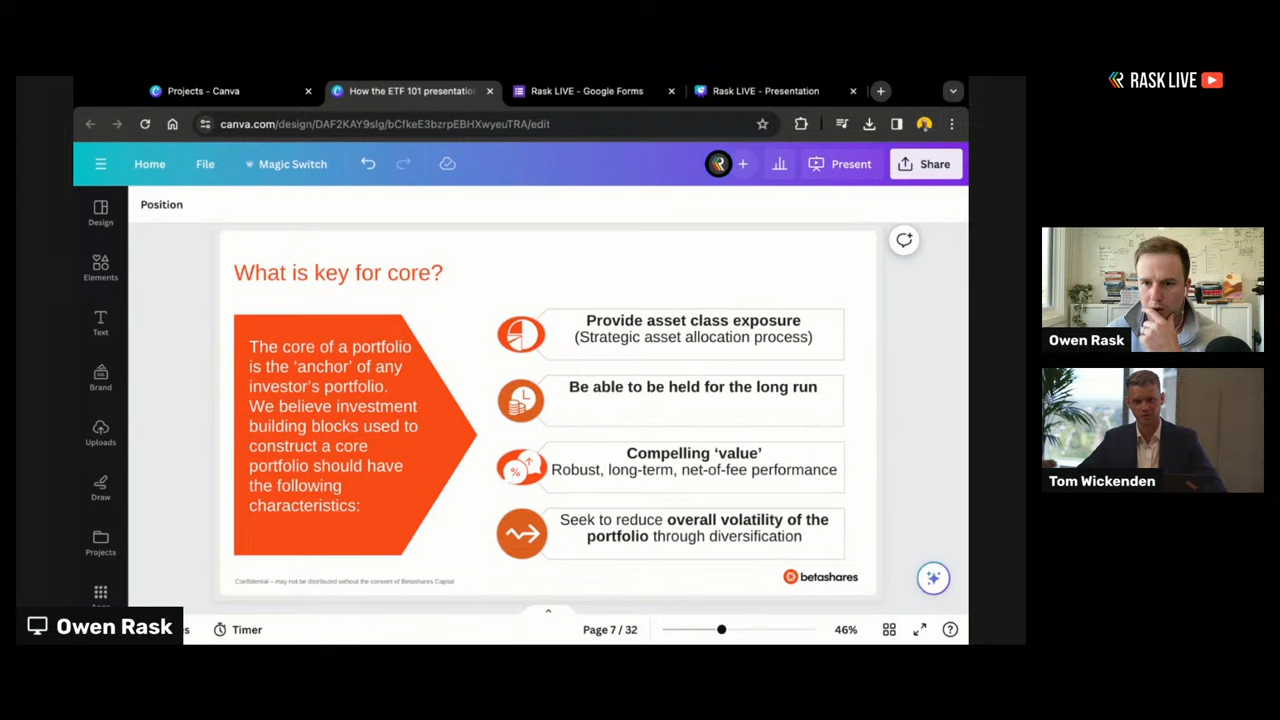 RASK LIVE
Projects - Canva
How the ETF 101 presentatio
Rask LIVE - Google Forms
Rask LIVE - Presentation
canva.com/design/DAF2KAY9slg/bCfkeE3bzrpEBHXwyeuTRA/edit
Home
File
Magic Switch
Present
Share
Position
Design
Elements
Text
Brand
Uploads
Draw
Projects
What is key for core?
The core of a portfolio
is the ‘anchor’ of any
investor’s portfolio.
We believe investment
building blocks used to
construct a core
portfolio should have
the following
characteristics:
Provide asset class exposure
(Strategic asset allocation process)
Be able to be held for the long run
Compelling ‘value’
Robust, long-term, net-of-fee performance
Seek to reduce overall volatility of the
portfolio through diversification
Confidential – may not be distributed without the consent of Betashares Capital
betashares
Owen Rask
Timer
Page 7 / 32
46%
Owen Rask
Tom Wickenden